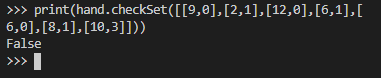 >>> print(hand.checkSet([[9,0],[2,1],[12,0],[6,1],[
6,0],[8,1],[10,3]]))
False
>>>